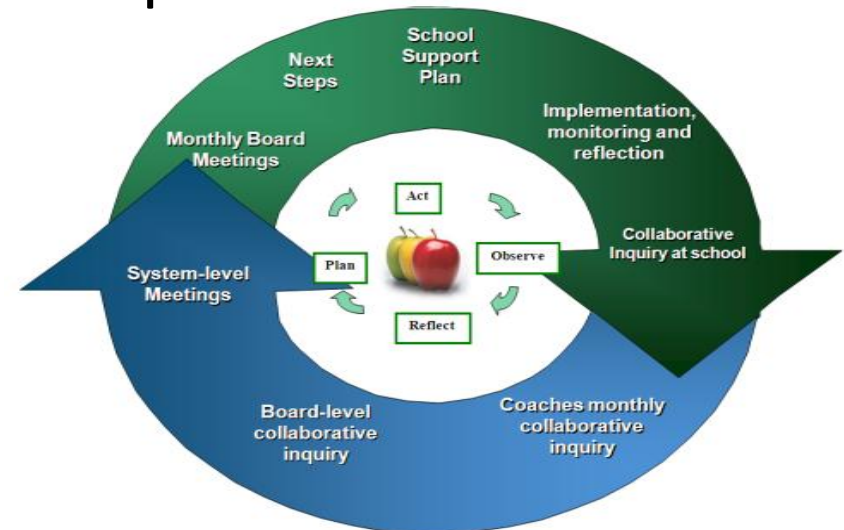 School
Support
Plan
Next
Steps
Implementation,
monitoring and
reflection
Monthly Board
Meetings
Act
Collaborative
Inquiry at school
Observe
Plan
System-level
Meetings
Reflect
Coaches monthly
collaborative
inquiry
Board-level
collaborative
inquiry